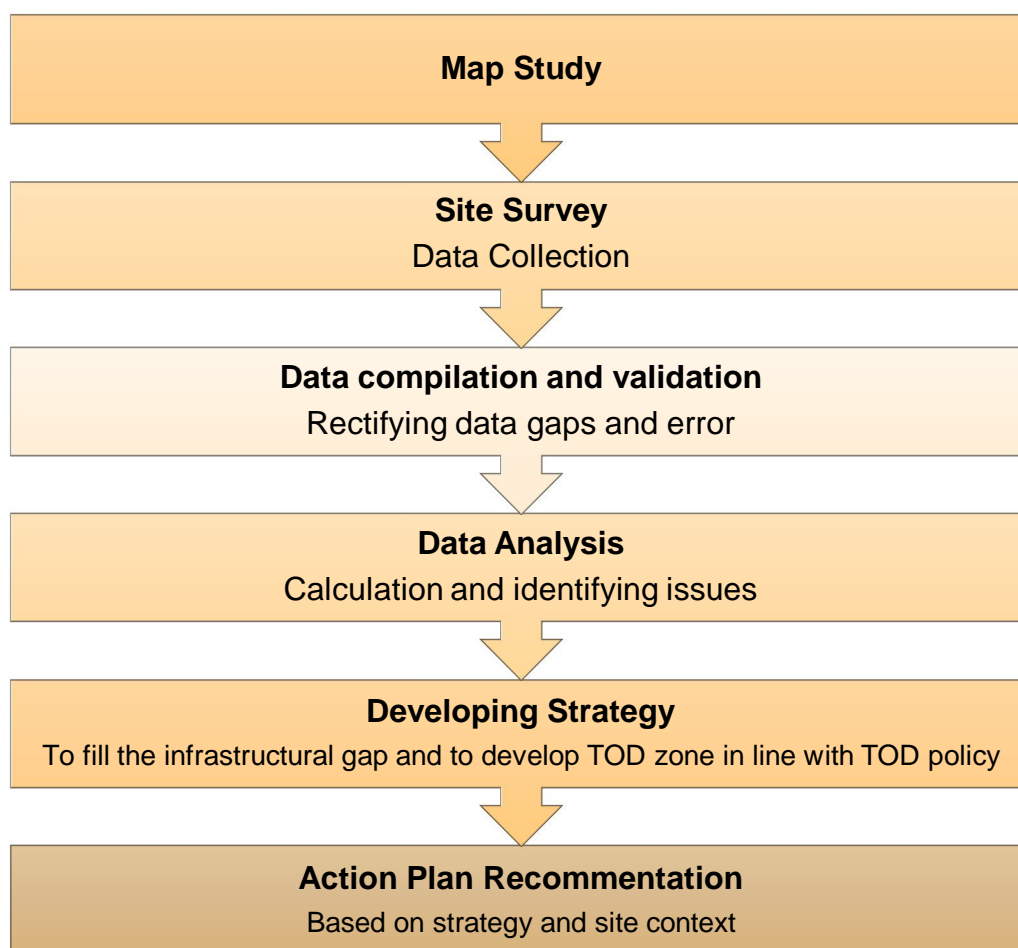 Map Study
Site Survey
Data Collection
Data compilation and validation
Rectifying data gaps and error
Data Analysis
Calculation and identifying issues
Developing Strategy
To fill the infrastructural gap and to develop TOD zone in line with TOD policy
Action Plan Recommentation
Based on strategy and site context